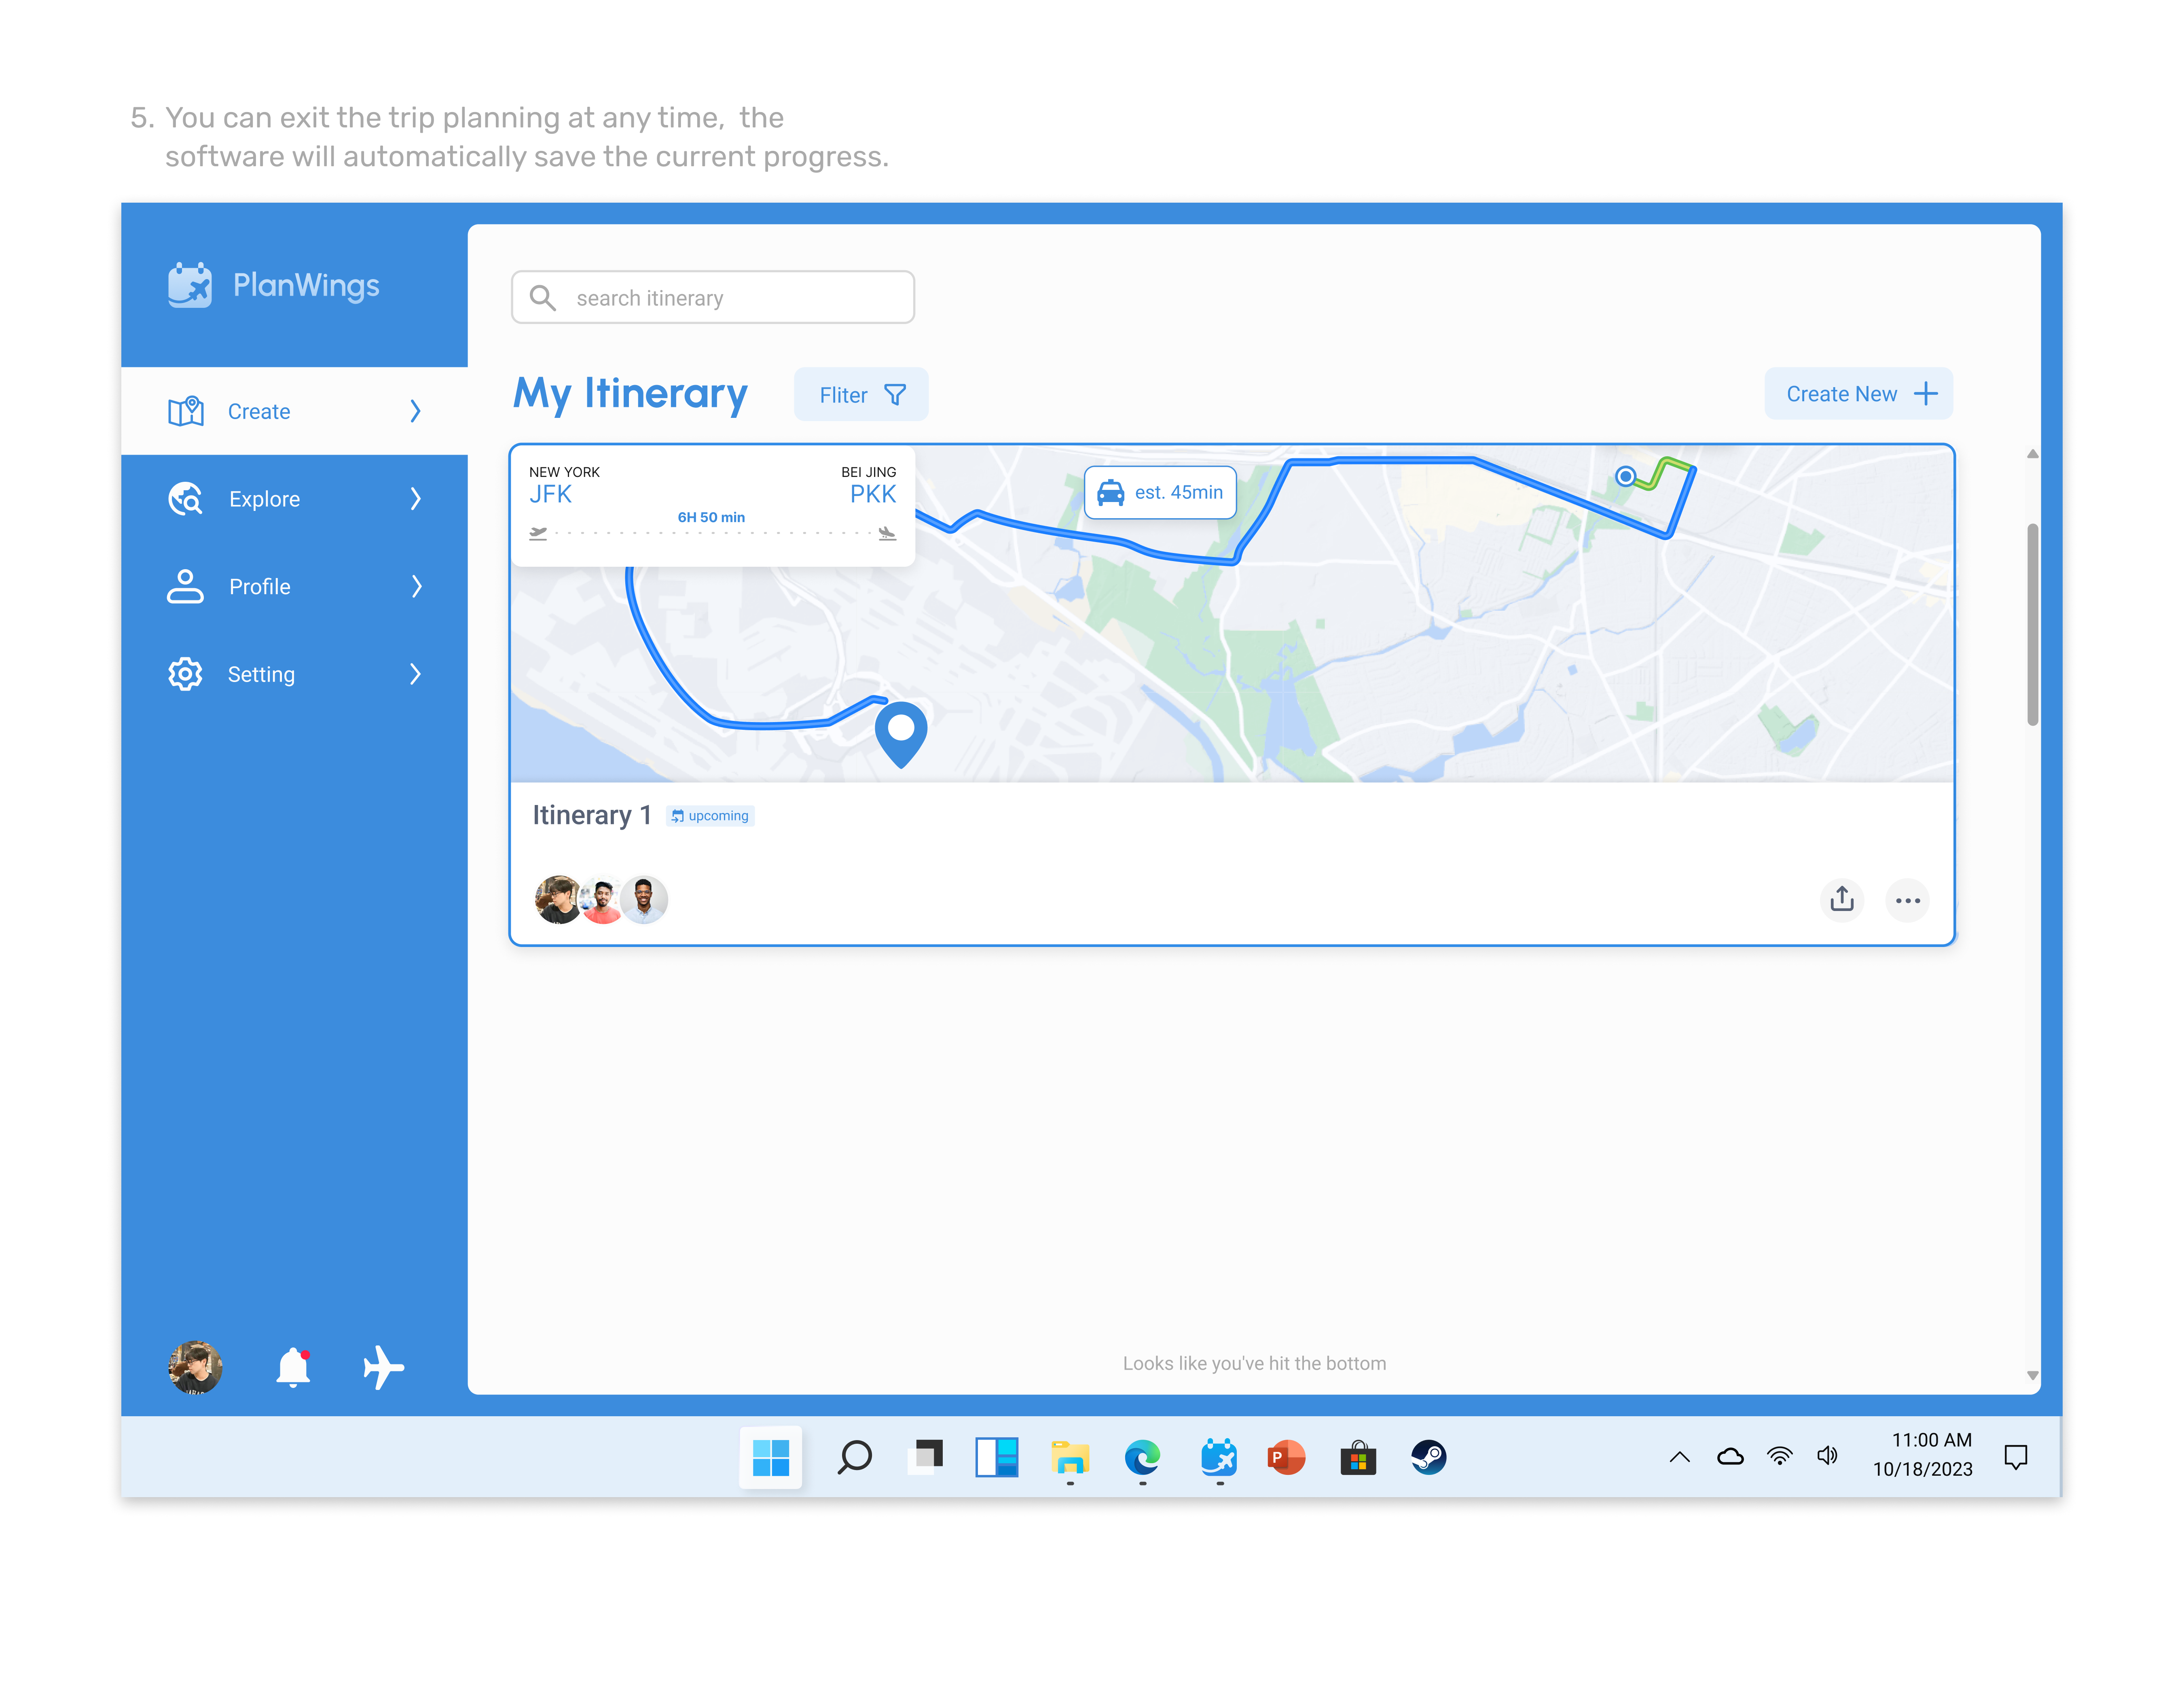 5. You can exit the trip planning at any time,  the
software will automatically save the current progress.
PlanWings
search itinerary
Create
Explore
Profile
Setting
My Itinerary
Fliter
Create New
NEW YORK
BEI JING
JFK
PKK
6H 50 min
est. 45min
Itinerary 1
upcoming
Looks like you've hit the bottom
P
11:00 AM
10/18/2023